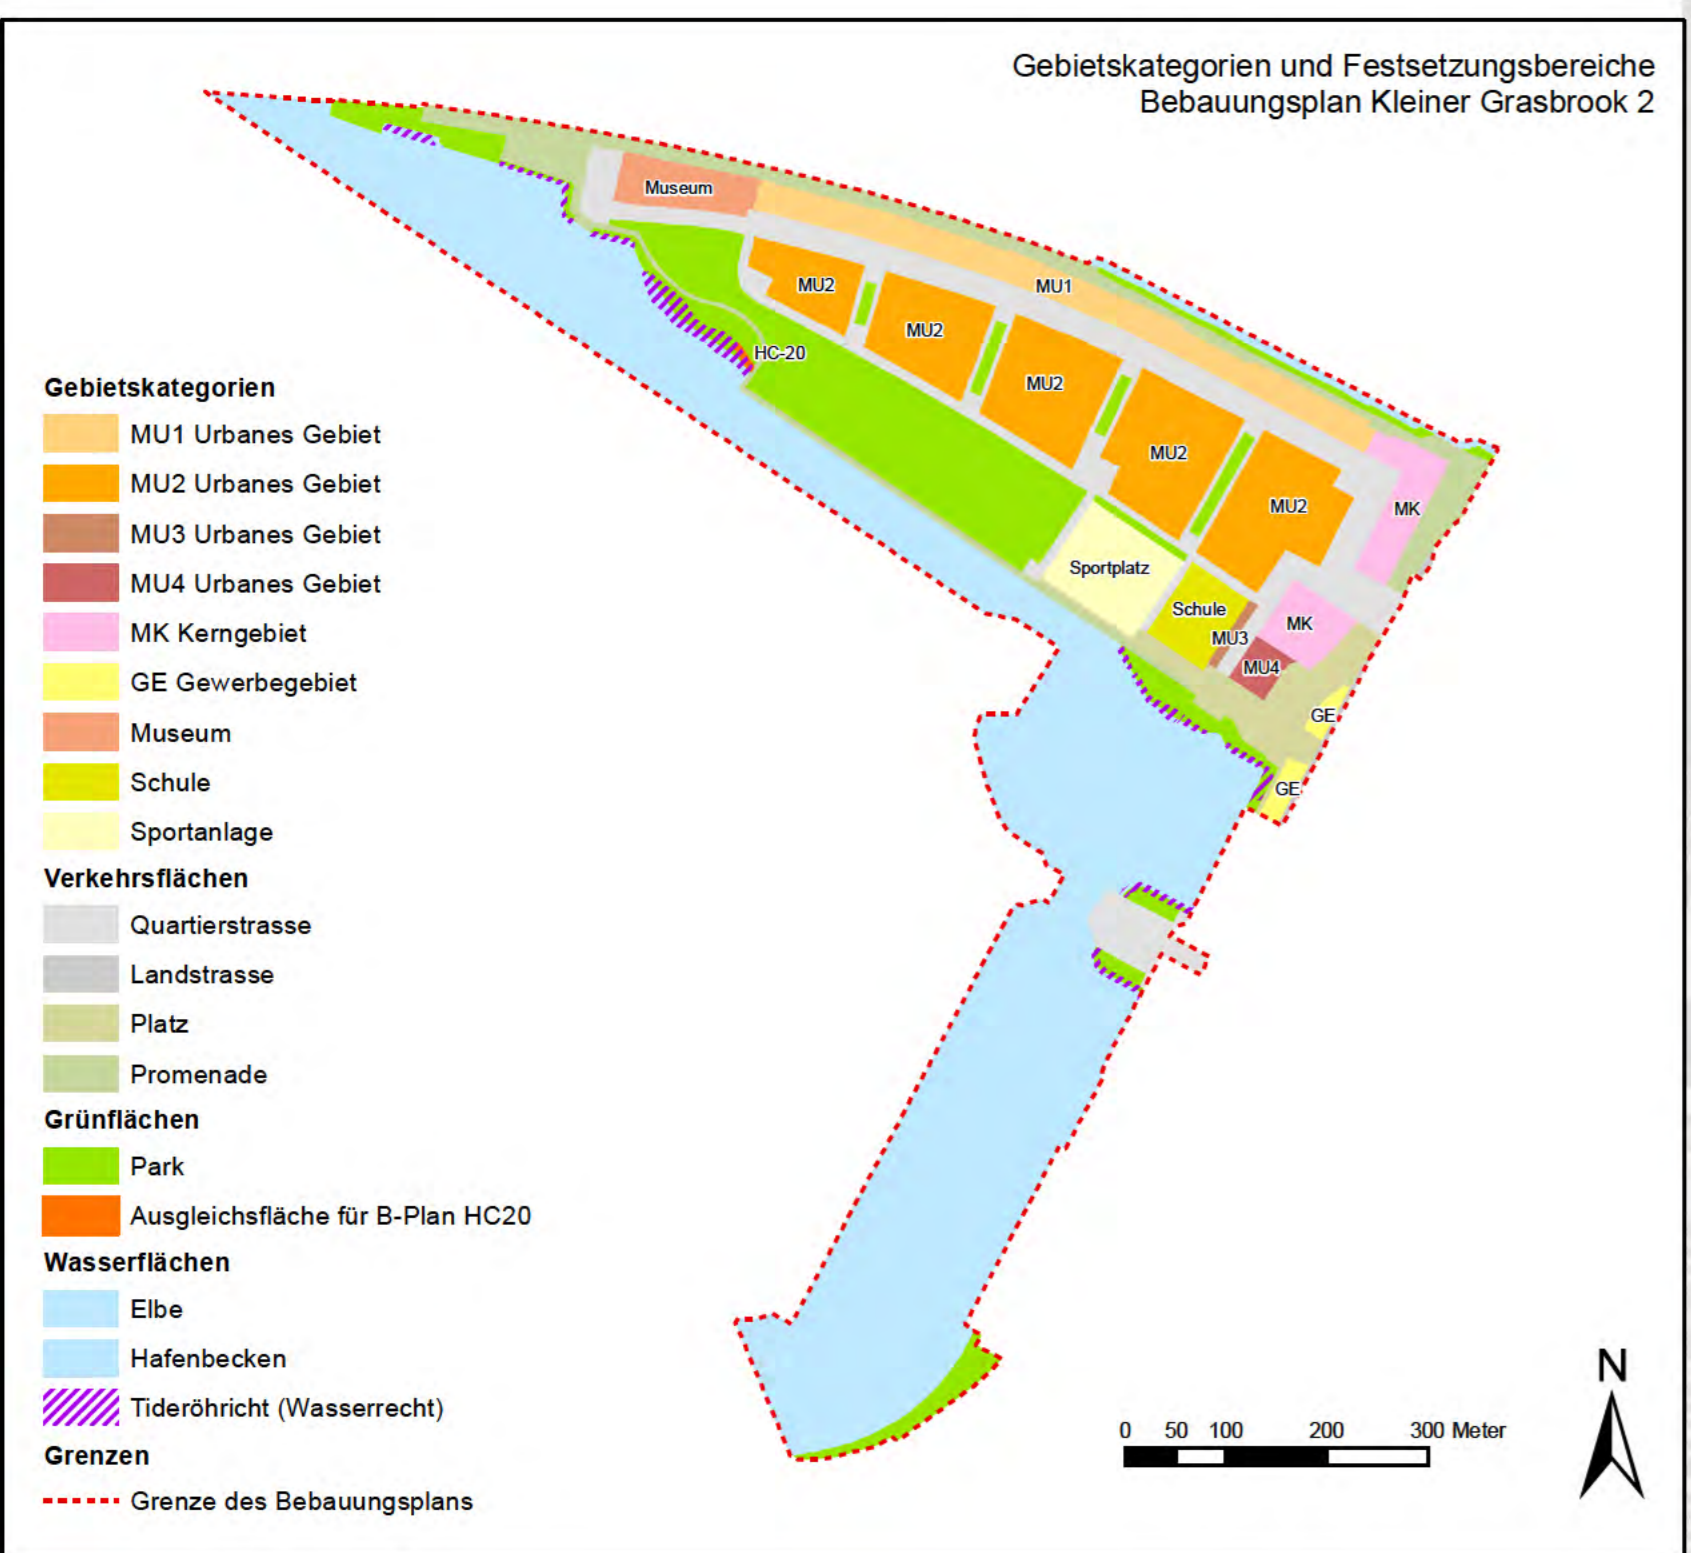 Gebietskategorien und Festsetzungsbereiche
Bebauungsplan Kleiner Grasbrook 2
Museum
MU1
MU2
MU2
HC-20
MU2
MU2
MU2
MK
Sportplatz
Schule
MU3
MK
MU4
GE
GE
Gebietskategorien
MU1 Urbanes Gebiet
MU2 Urbanes Gebiet
MU3 Urbanes Gebiet
MU4 Urbanes Gebiet
MK Kerngebiet
GE Gewerbegebiet
Museum
Schule
Sportanlage
Verkehrsflächen
Quartierstrasse
Landstrasse
Platz
Promenade
Grünflächen
Park
Ausgleichsfläche für B-Plan HC20
Wasserflächen
Elbe
Hafenbecken
Tideröhricht (Wasserrecht)
Grenzen
Grenze des Bebauungsplans
0 50 100 200 300 Meter
N